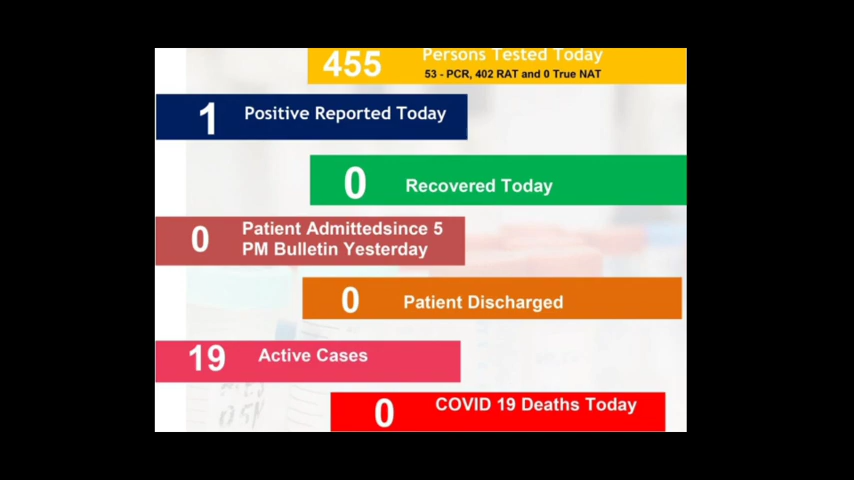 455 Persons Tested Today
53 - PCR, 402 RAT and 0 True NAT
1 Positive Reported Today
0 Recovered Today
0 Patient Admittedsince 5
PM Bulletin Yesterday
0 Patient Discharged
19 Active Cases
0 COVID 19 Deaths Today